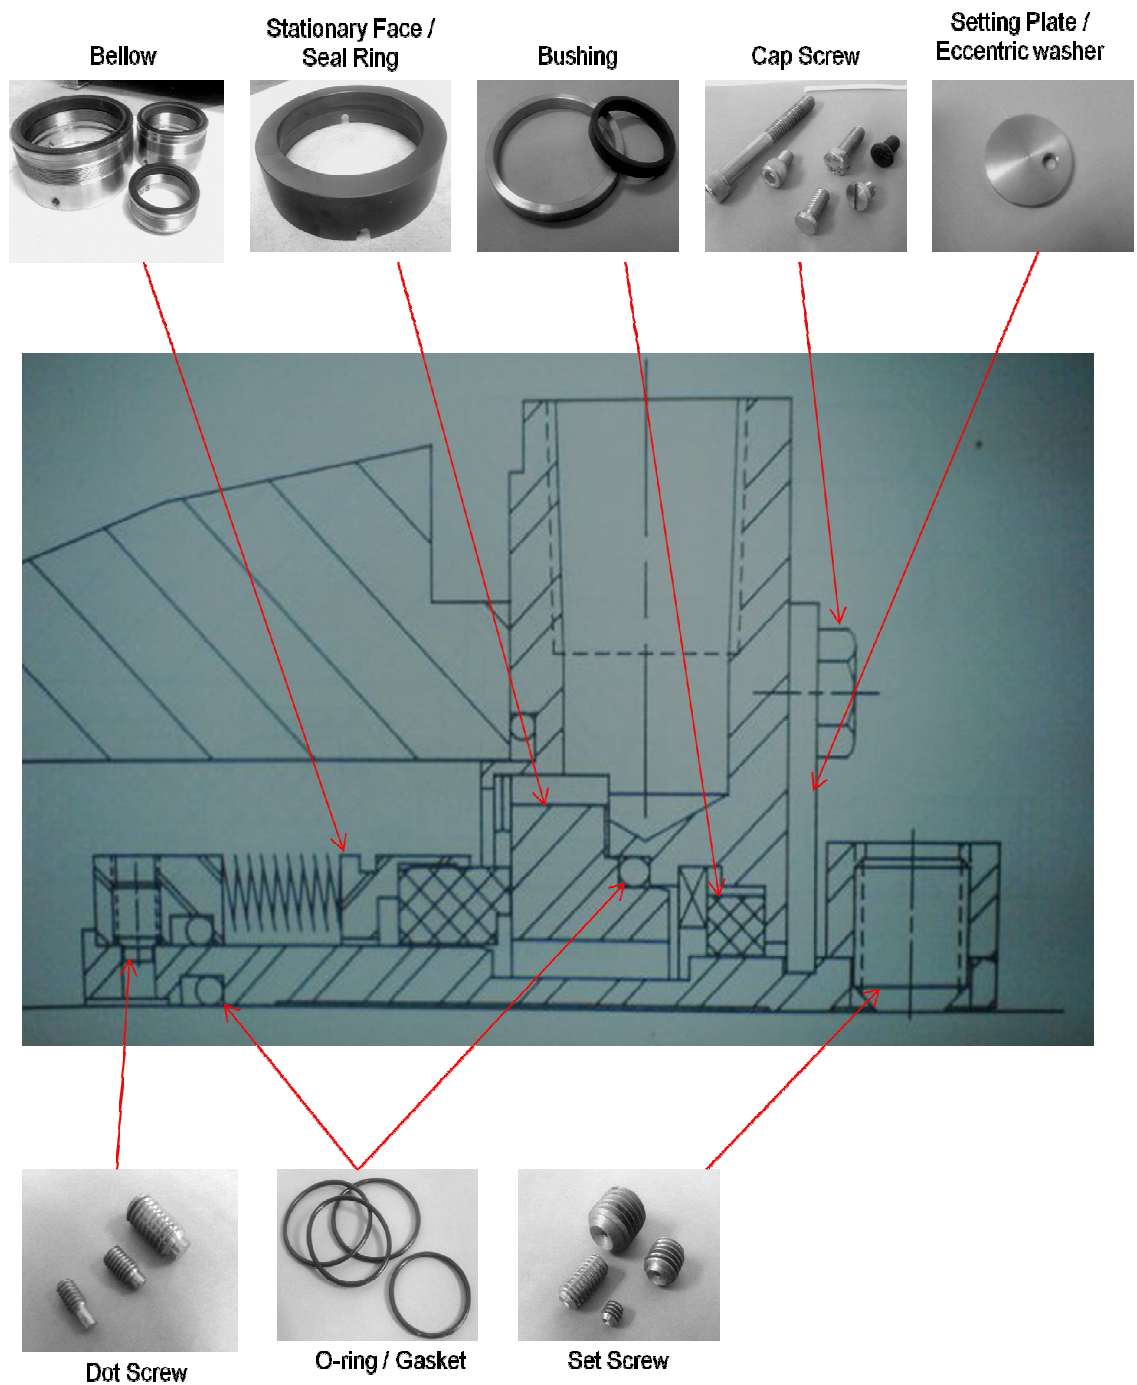 Bellow
Stationary Face /
Seal Ring
Bushing
Cap Screw
Setting Plate /
Eccentric washer
Dot Screw
O-ring / Gasket
Set Screw